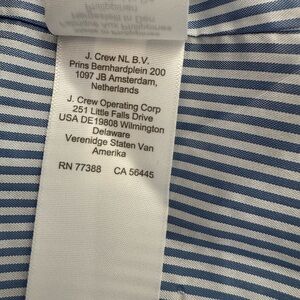 J. Crew NL B.V.
Prins Bernhardplein 200
1097 JB Amsterdam,
Netherlands
J. Crew Operating Corp
251 Little Falls Drive
USA DE19808 Wilmington
Delaware
Verenidge Staten Van
Amerika
RN 77388 CA 56445